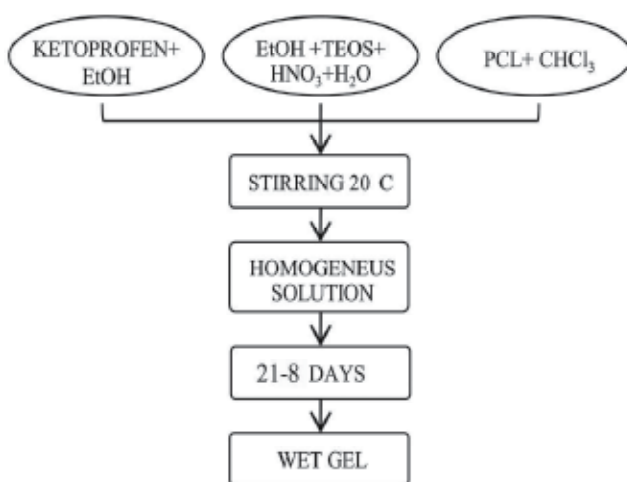 KETOPROFEN+
EtOH
EtOH +TEOS+
HNO₃+H₂O
PCL+ CHCl₃
STIRRING 20 C
HOMOGENEUS
SOLUTION
21-8 DAYS
WET GEL